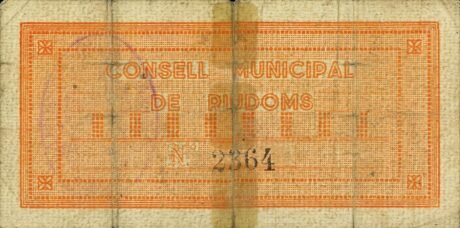 CONSELL MUNICIPAL
DE RIUDOMS
Nº 2364